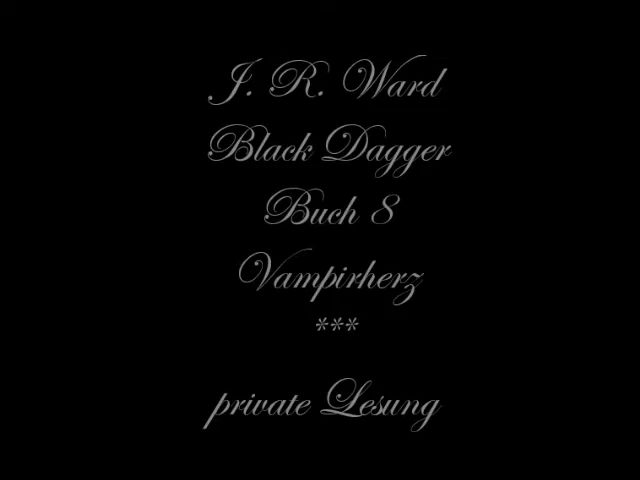 J. R. Ward
Black Dagger
Buch 8
Vampirherz
***
private Lesung